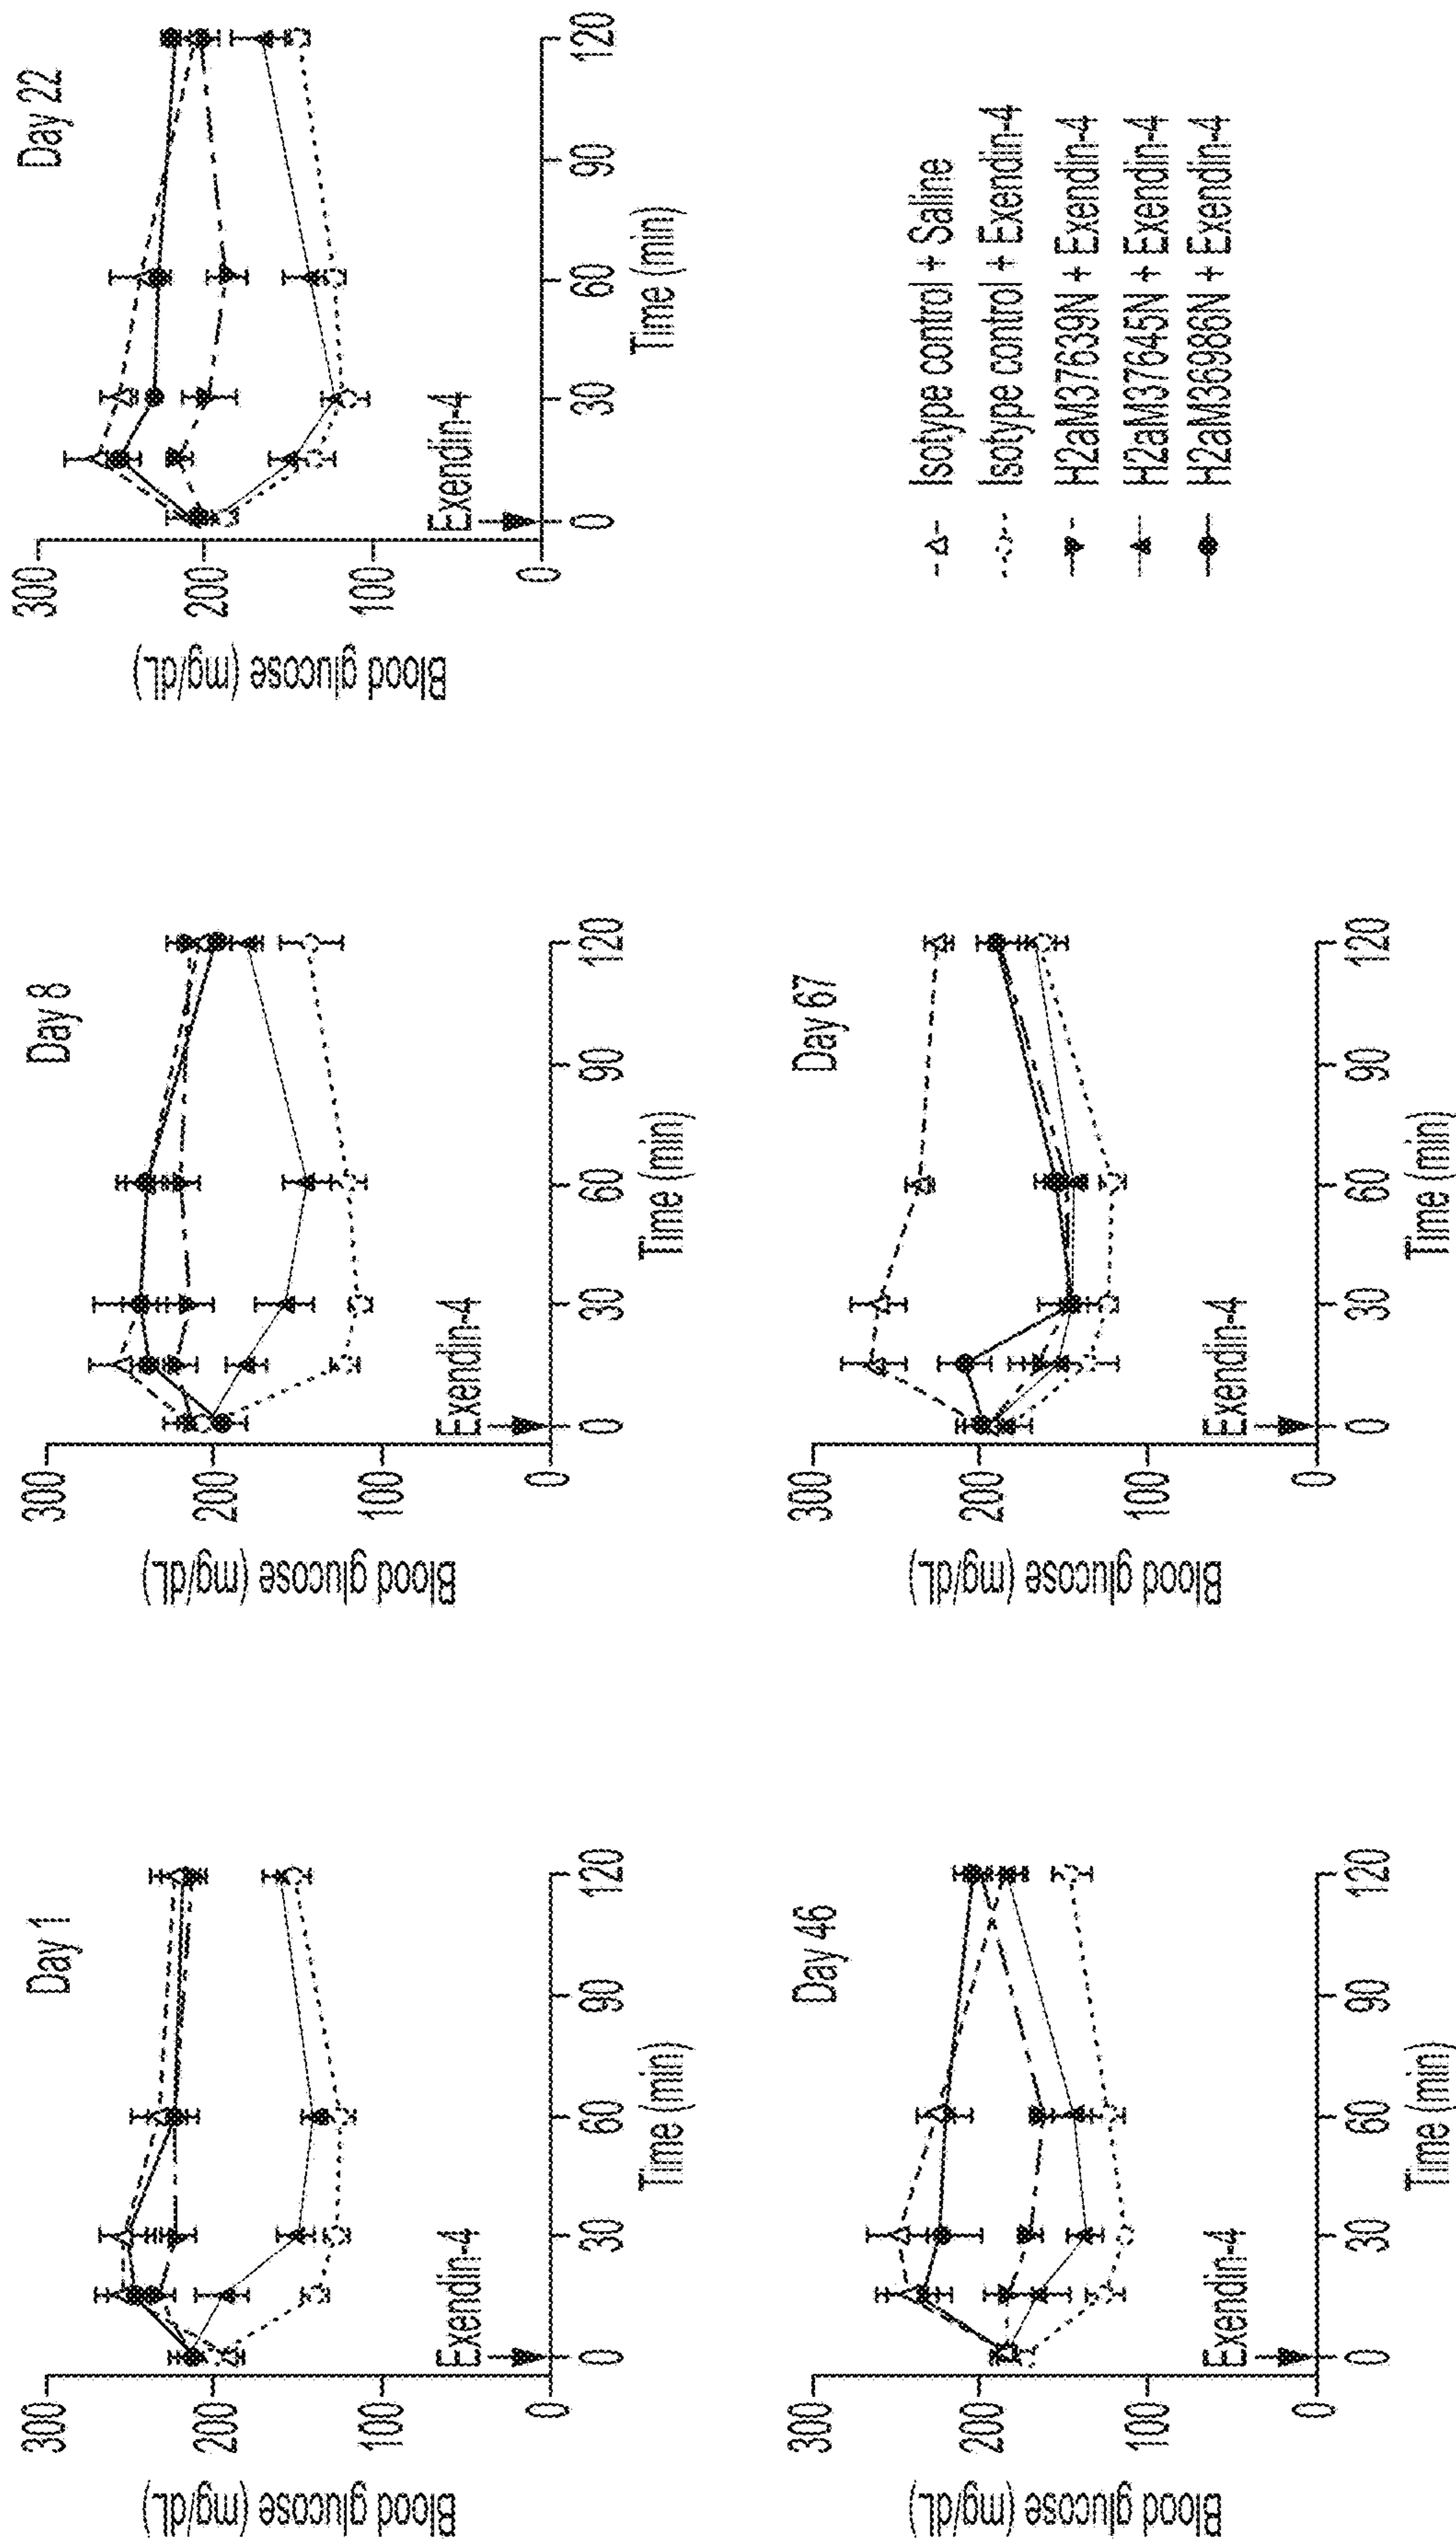 Day 1
Blood glucose (mg/dL)
300
200
100
0
Exendin-4
0
30
60
90
120
Time (min)
Day 8
Blood glucose (mg/dL)
300
200
100
0
Exendin-4
0
30
60
90
120
Time (min)
Day 22
Blood glucose (mg/dL)
300
200
100
0
Exendin-4
0
30
60
90
120
Time (min)
Day 46
Blood glucose (mg/dL)
300
200
100
0
Exendin-4
0
30
60
90
120
Time (min)
Day 67
Blood glucose (mg/dL)
300
200
100
0
Exendin-4
0
30
60
90
120
Time (min)
Isotype control + Saline
Isotype control + Exendin-4
H2aM37639N + Exendin-4
H2aM37645N + Exendin-4
H2aM36986N + Exendin-4